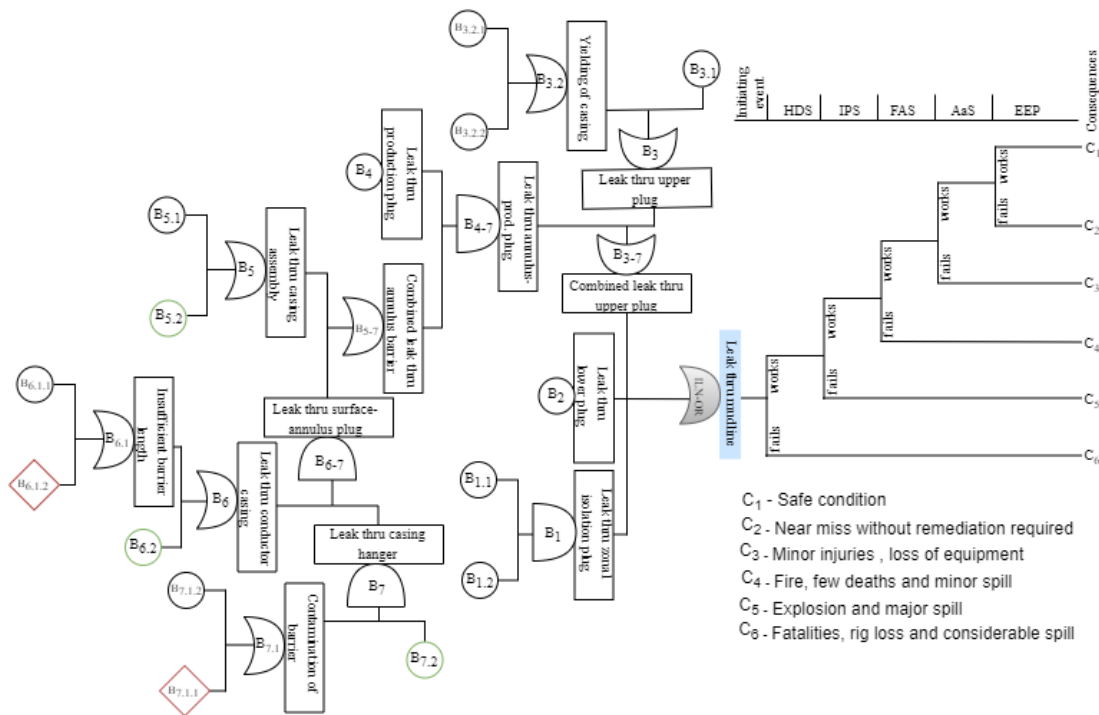 B3.2.1
B3.2
B3.2.2
Yielding of casing
B3.1
B3
Leak thru upper
plug
B4
Leak thru
production plug
B4-7
Leak thru annulus-
prod. plug
B3-7
Combined leak thru
upper plug
B5.1
B5
B5.2
Leak thru casing
assembly
B5-7
Combined leak thru
annulus barrier
Leak thru surface-
annulus plug
B6-7
B6.1.1
B6.1
B6.1.2
Insufficient barrier
length
B6
B6.2
Leak thru conductor
casing
Leak thru casing
hanger
B7
B7.1.2
B7.1
B7.1.1
Contamination of
barrier
B7.2
B2
Leak thru
lower plug
B1.1
B1
B1.2
Leak thru zonal
isolation plug
ILN-OR
Leak thru mudline
Initiating
event
HDS
IPS
FAS
AaS
EEP
Consequences
works
fails
works
fails
works
fails
works
fails
works
fails
C1
C2
C3
C4
C5
C6
C1 - Safe condition
C2 - Near miss without remediation required
C3 - Minor injuries , loss of equipment
C4 - Fire, few deaths and minor spill
C5 - Explosion and major spill
C6 - Fatalities, rig loss and considerable spill